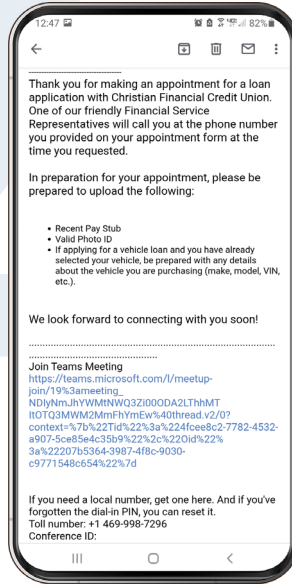 12:47 82%
Thank you for making an appointment for a loan
application with Christian Financial Credit Union.
One of our friendly Financial Service
Representatives will call you at the phone number
you provided on your appointment form at the
time you requested.
In preparation for your appointment, please be
prepared to upload the following:
• Recent Pay Stub
• Valid Photo ID
• If applying for a vehicle loan and you have already
selected your vehicle, be prepared with any details
about the vehicle you are purchasing (make, model, VIN,
etc.).
We look forward to connecting with you soon!
Join Teams Meeting
https://teams.microsoft.com/l/meetup-
join/19%3ameeting_
NDIyNmJhYWMtNWQ3Zi00ODA2LThhMT
ItOTQ3MWM2MmFhYmEw%40thread.v2/0?
context=%7b%22Tid%22%3a%224fcee8c2-7782-4532-
a907-5ce85e4c35b9%22%2c%22Oid%22%
3a%22207b5364-3987-4f8c-9030-
c9771548c654%22%7d
If you need a local number, get one here. And if you've
forgotten the dial-in PIN, you can reset it.
Toll number: +1 469-998-7296
Conference ID: